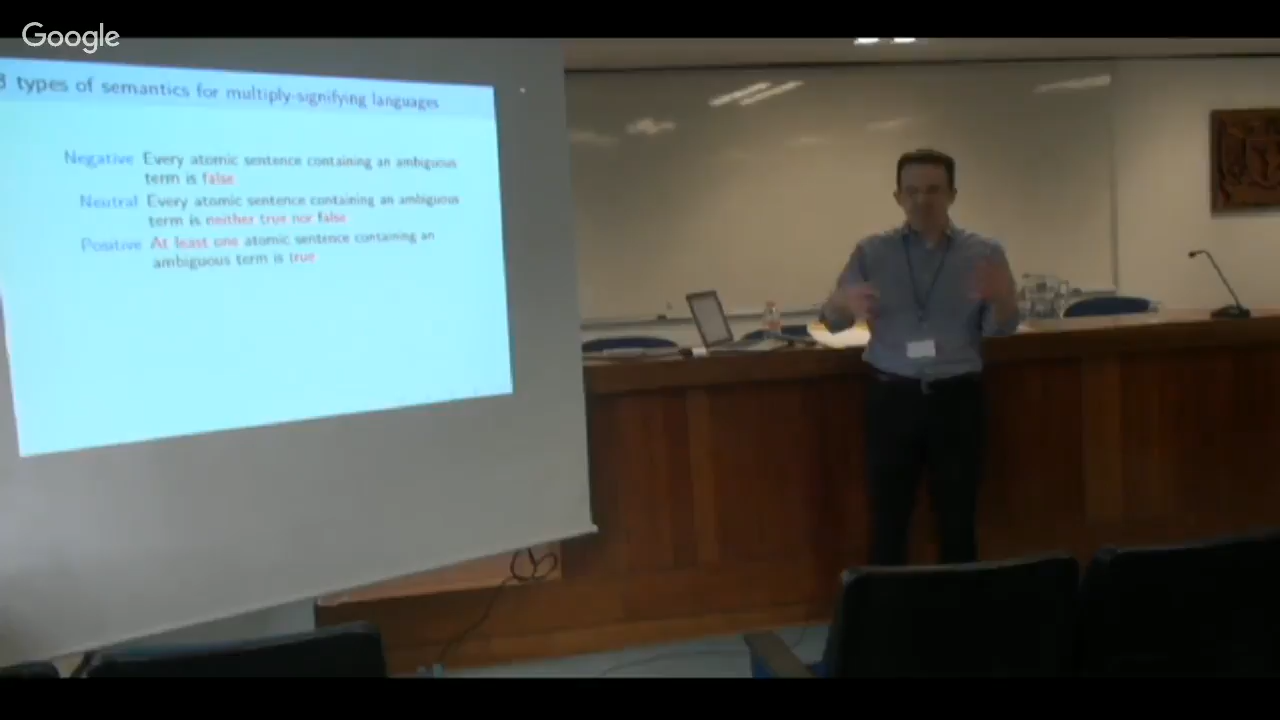 Google
3 types of semantics for multiply-signifying languages
Negative Every atomic sentence containing an ambiguous
term is false
Neutral Every atomic sentence containing an ambiguous
term is neither true nor false
Positive At least one atomic sentence containing an
ambiguous term is true